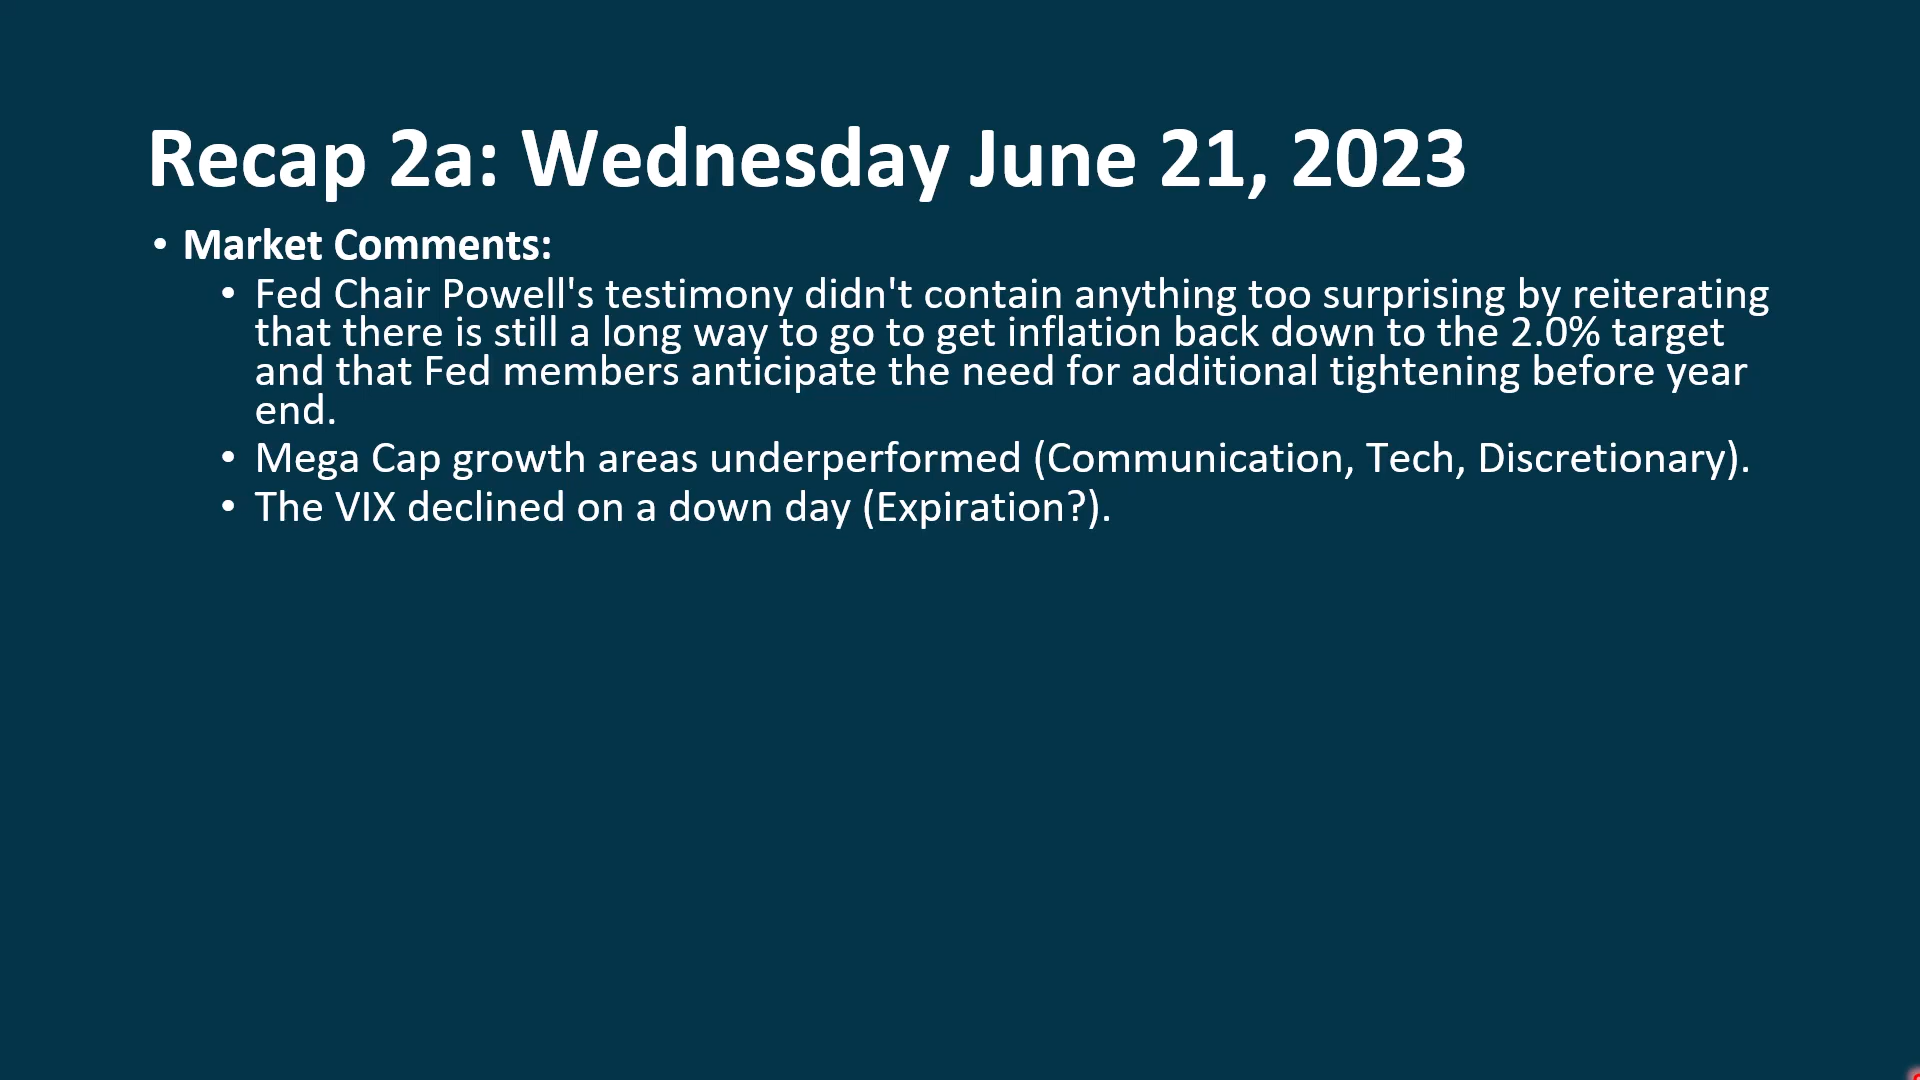 Recap 2a: Wednesday June 21, 2023
• Market Comments:
• Fed Chair Powell's testimony didn't contain anything too surprising by reiterating
that there is still a long way to go to get inflation back down to the 2.0% target
and that Fed members anticipate the need for additional tightening before year
end.
• Mega Cap growth areas underperformed (Communication, Tech, Discretionary).
• The VIX declined on a down day (Expiration?).